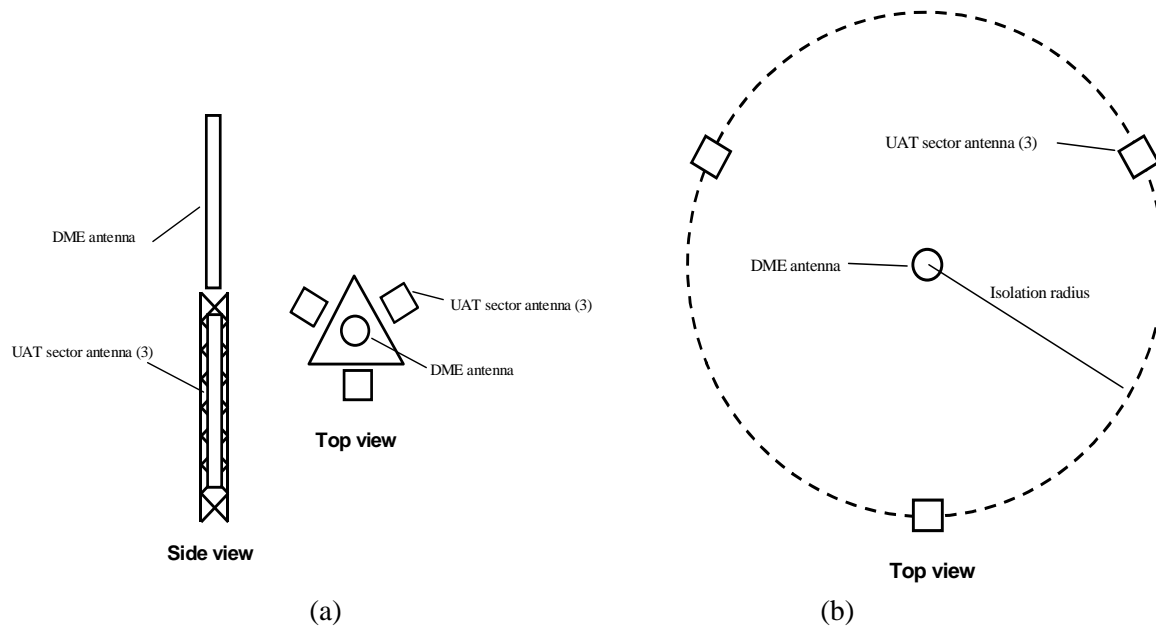 DME antenna
UAT sector antenna (3)
Side view
UAT sector antenna (3)
DME antenna
Top view
(a)
UAT sector antenna (3)
DME antenna
Isolation radius
Top view
(b)